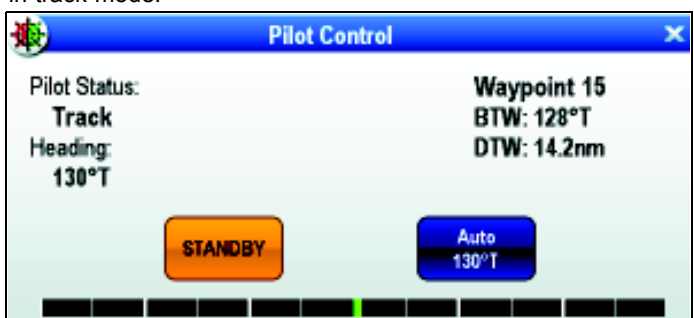 in track mode.
Pilot Control
Pilot Status:
Track
Heading:
130°T
Waypoint 15
BTW: 128°T
DTW: 14.2nm
STANDBY
Auto
130°T